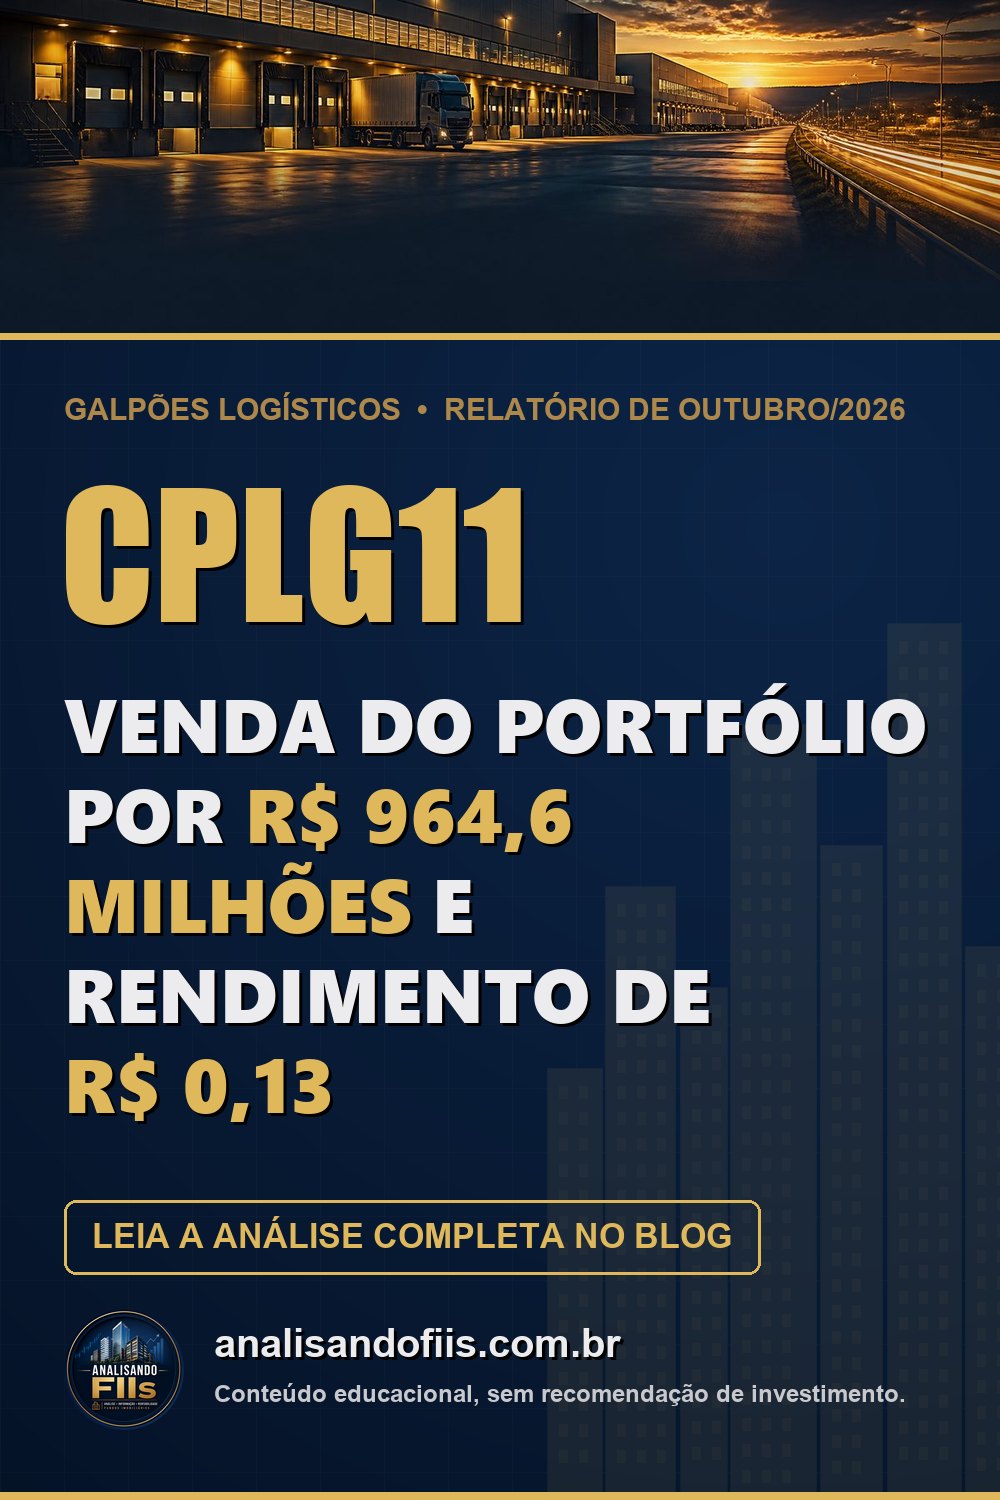 GALPÕES LOGÍSTICOS • RELATÓRIO DE OUTUBRO/2026
CPLG11
VENDA DO PORTFÓLIO
POR R$ 964,6
MILHÕES E
RENDIMENTO DE
R$ 0,13
LEIA A ANÁLISE COMPLETA NO BLOG
ANALISANDO
FIIs
analisandofiis.com.br
Conteúdo educacional, sem recomendação de investimento.